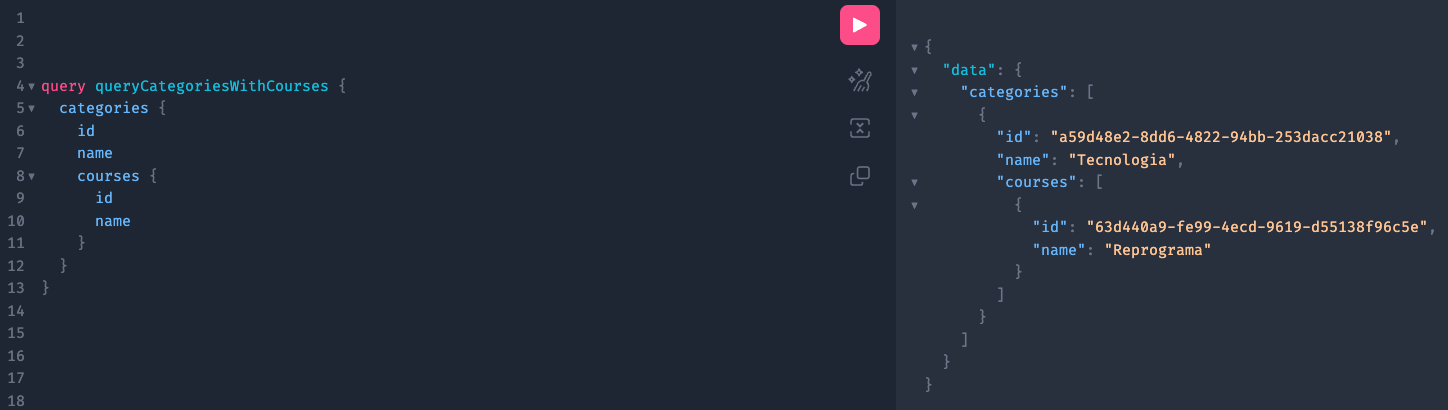 1
2
3
4 query queryCategoriesWithCourses {
5 categories {
6 id
7 name
8 courses {
9 id
10 name
11 }
12 }
13 }
14
15
16
17
18
{
"data": {
"categories": [
{
"id": "a59d48e2-8dd6-4822-94bb-253dacc21038",
"name": "Tecnologia",
"courses": [
{
"id": "63d440a9-fe99-4ecd-9619-d55138f96c5e",
"name": "Reprograma"
}
]
}
]
}
}